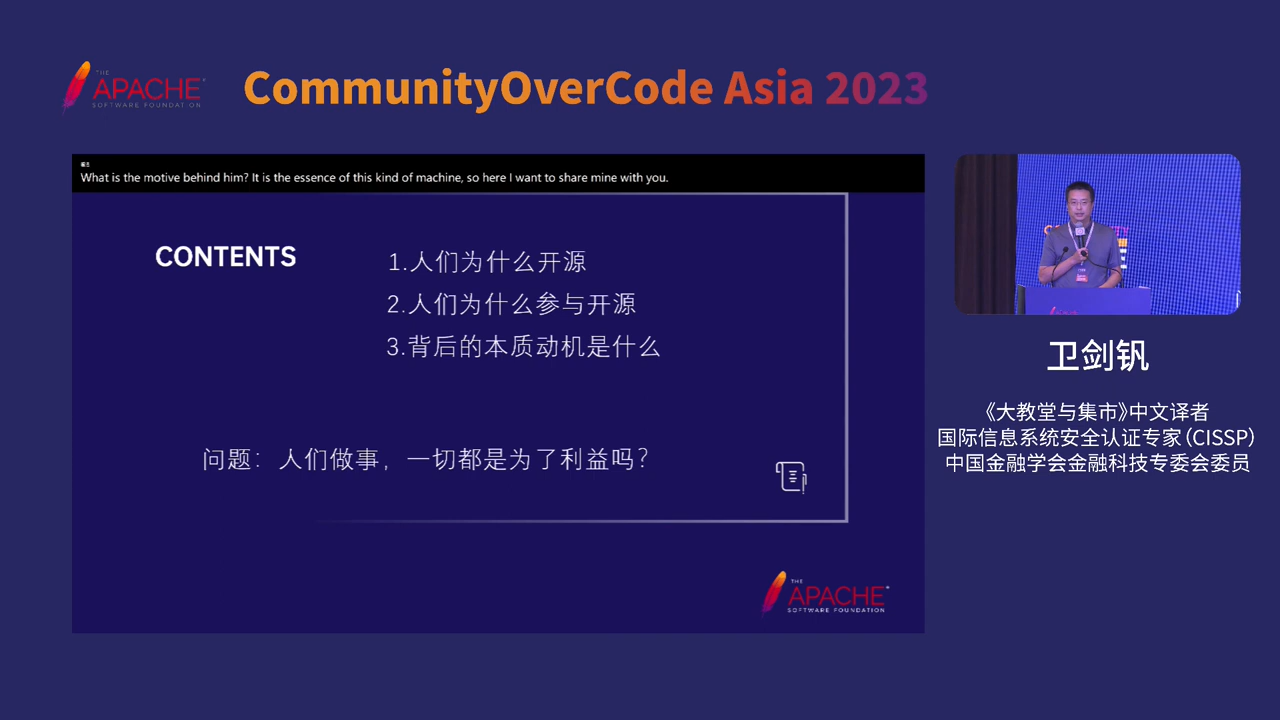 THE
APACHE
SOFTWARE FOUNDATION
CommunityOverCode Asia 2023
What is the motive behind him? It is the essence of this kind of machine, so here I want to share mine with you.
CONTENTS
1.人们为什么开源
2.人们为什么参与开源
3.背后的本质动机是什么
问题：人们做事，一切都是为了利益吗？
THE
APACHE
SOFTWARE FOUNDATION
卫剑钒
《大教堂与集市》中文译者
国际信息系统安全认证专家（CISSP）
中国金融学会金融科技专委会委员